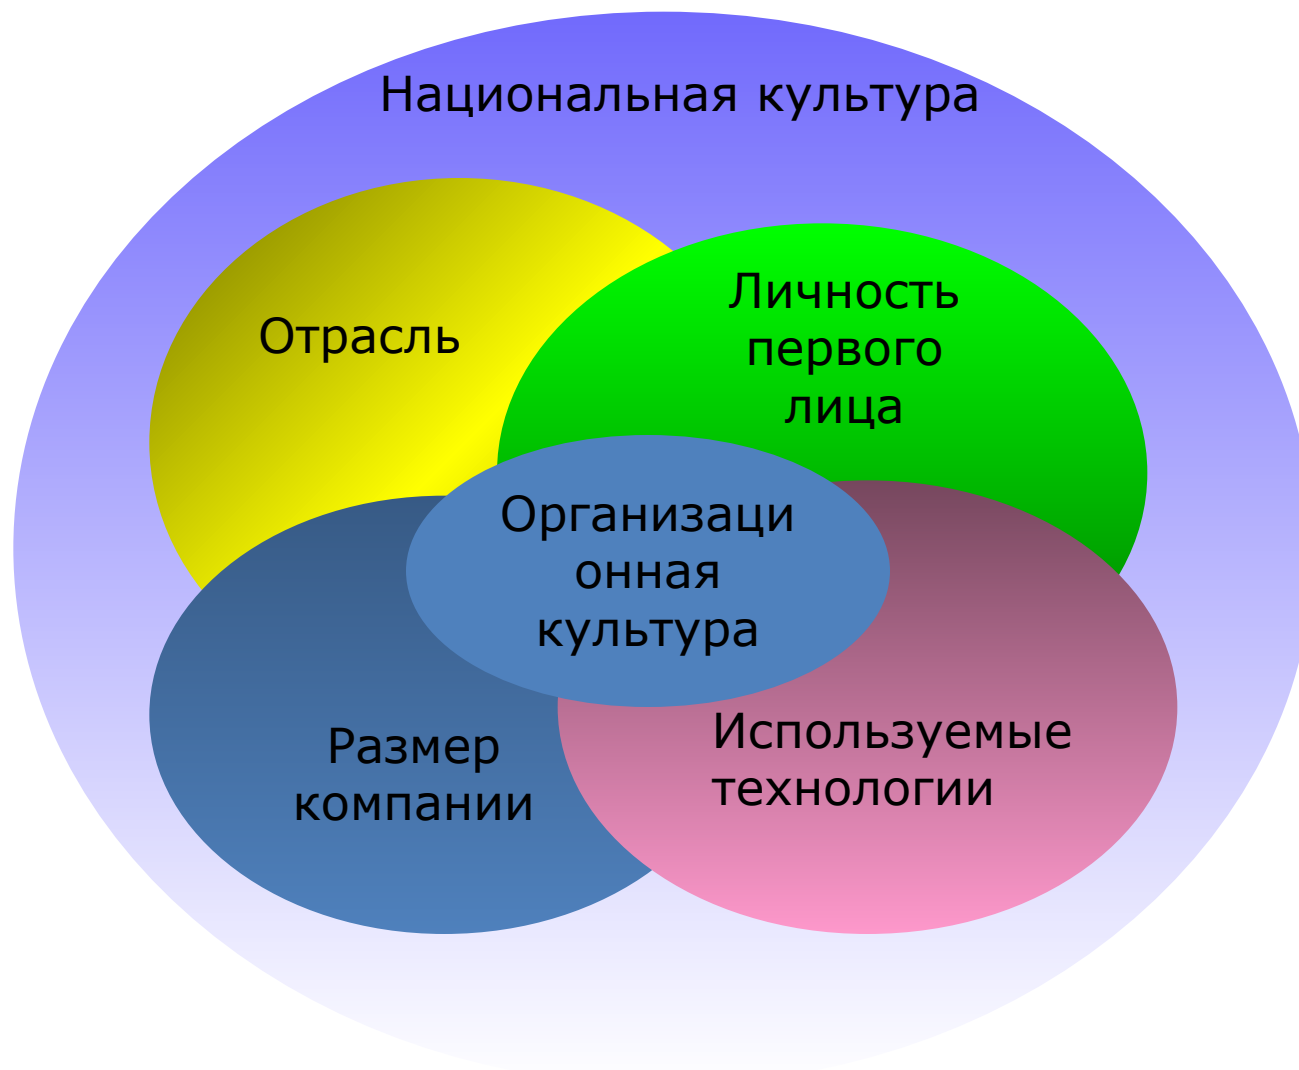 Национальная культура
Отрасль
Личность
первого
лица
Организаци
онная
культура
Размер
компании
Используемые
технологии